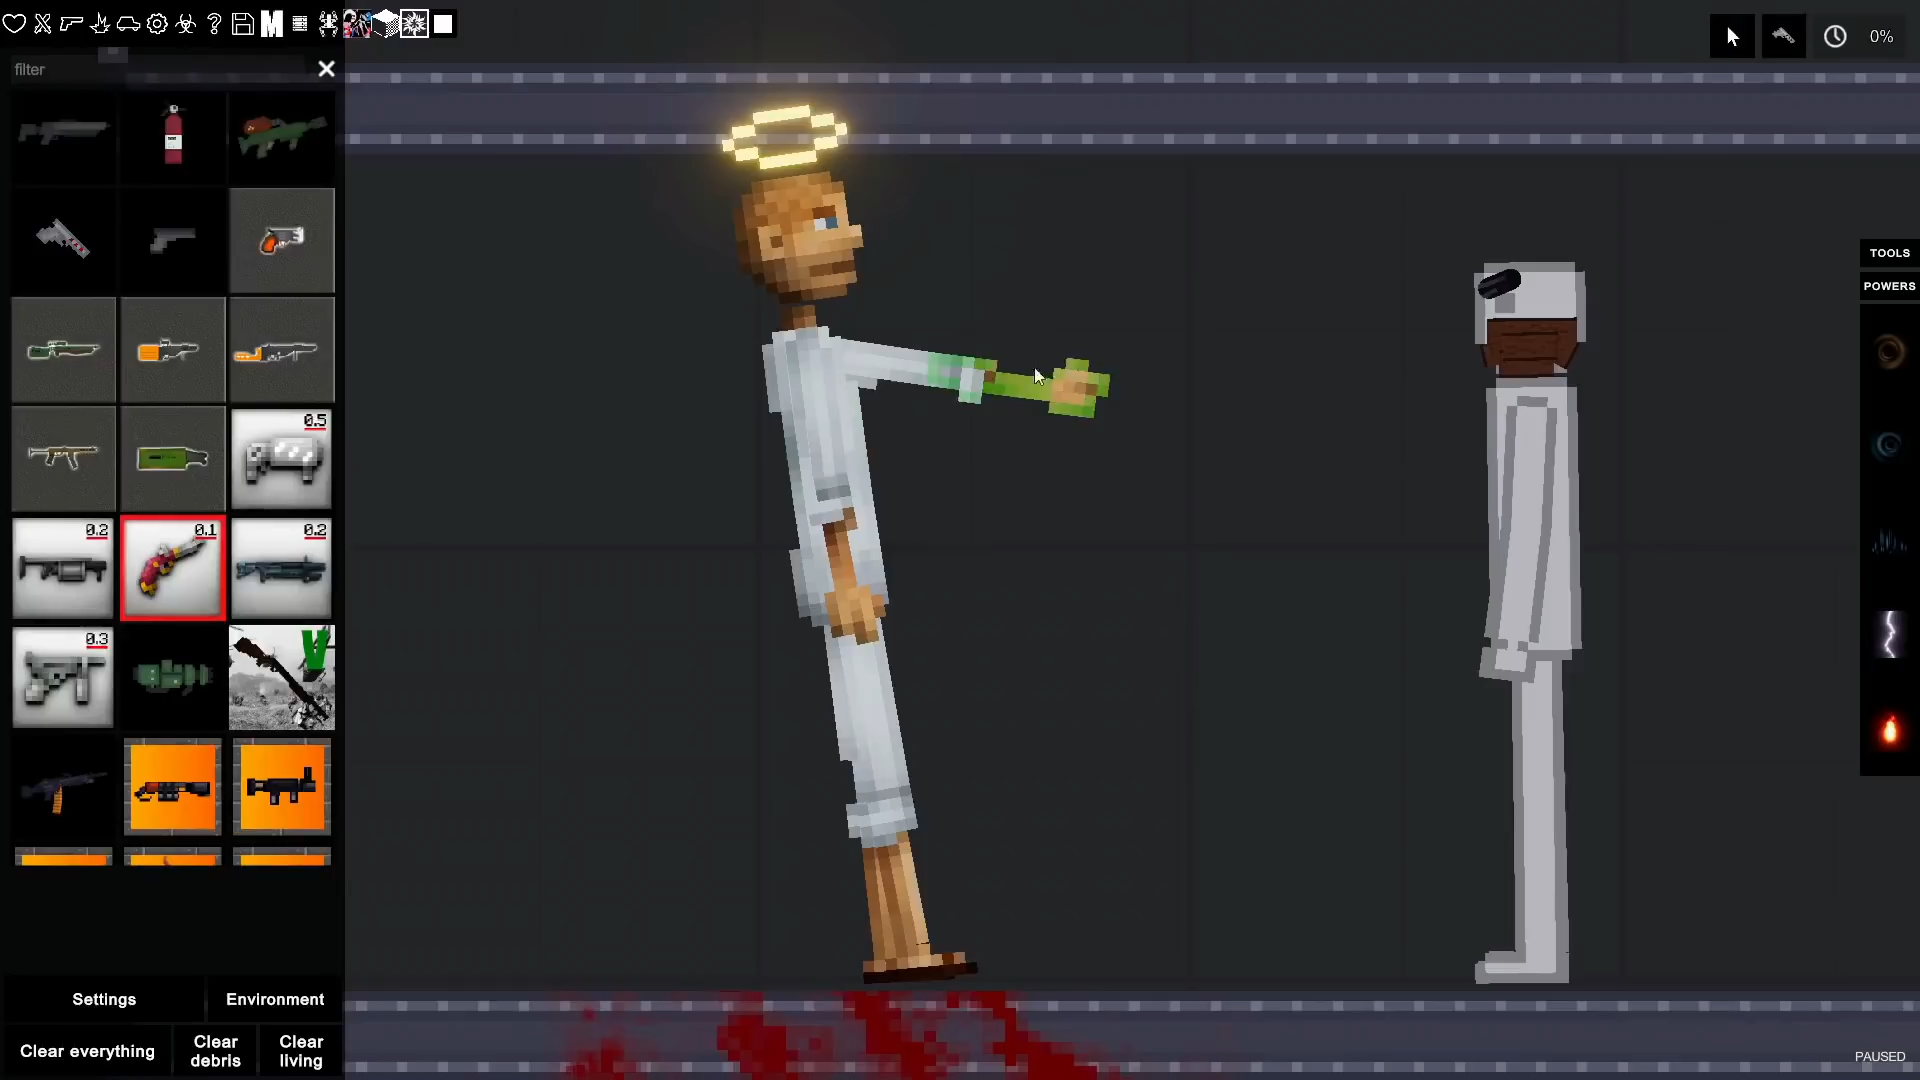 0%
filter
0.5
0.2
0.1
0.2
0.3
V
TOOLS
POWERS
Settings
Environment
Clear everything
Clear debris
Clear living
PAUSED